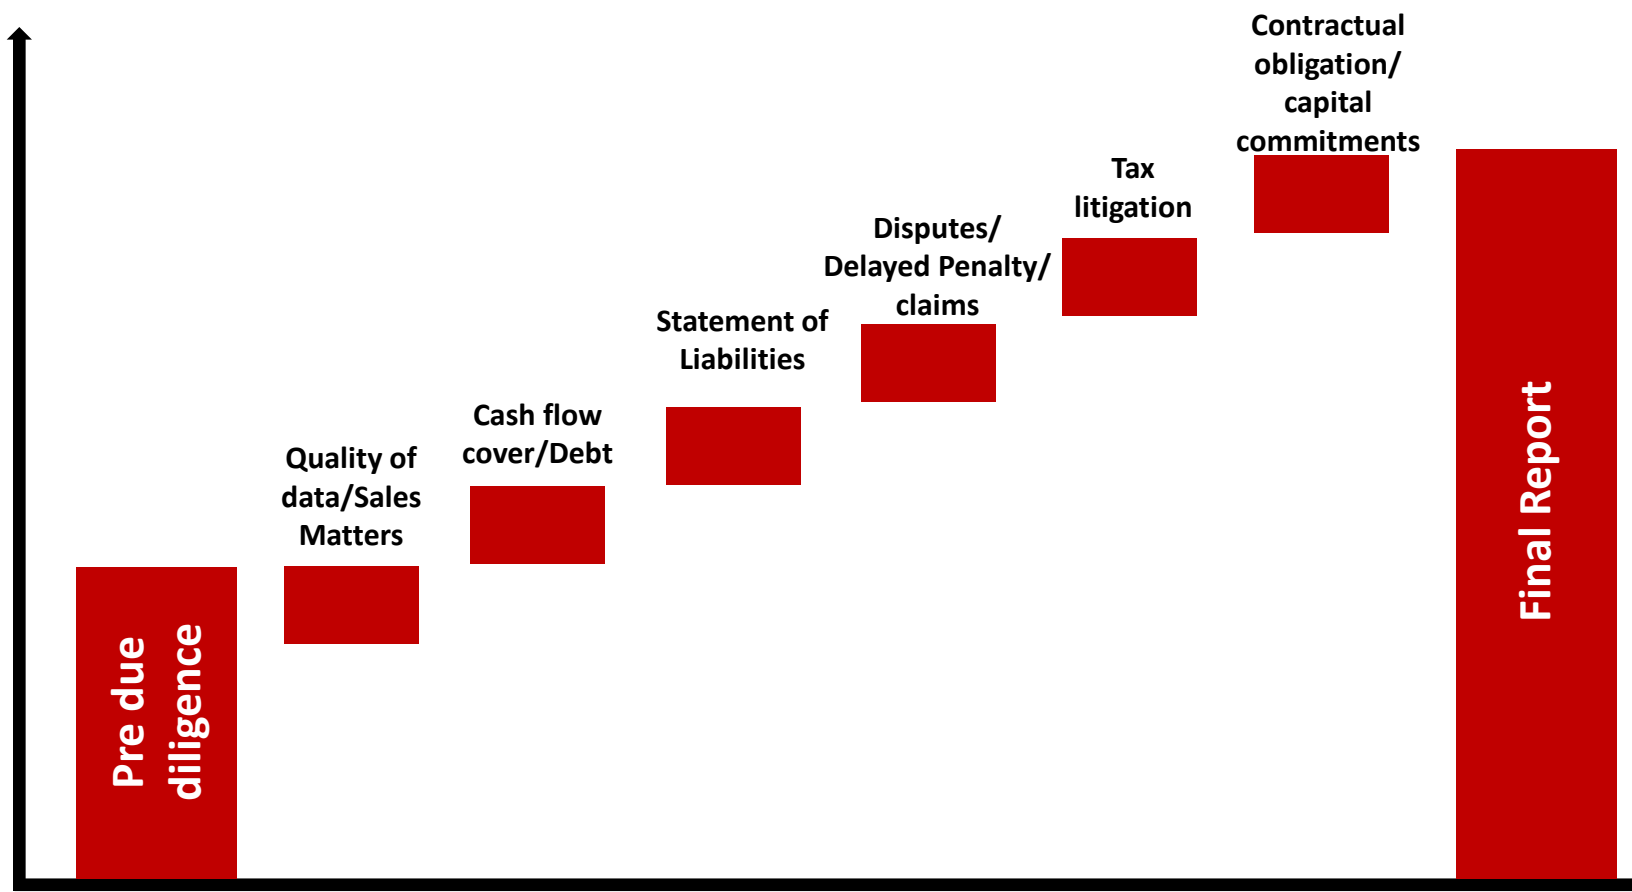 Pre due
diligence
Quality of
data/Sales
Matters
Cash flow
cover/Debt
Statement of
Liabilities
Disputes/
Delayed Penalty/
claims
Tax
litigation
Contractual
obligation/
capital
commitments
Final Report